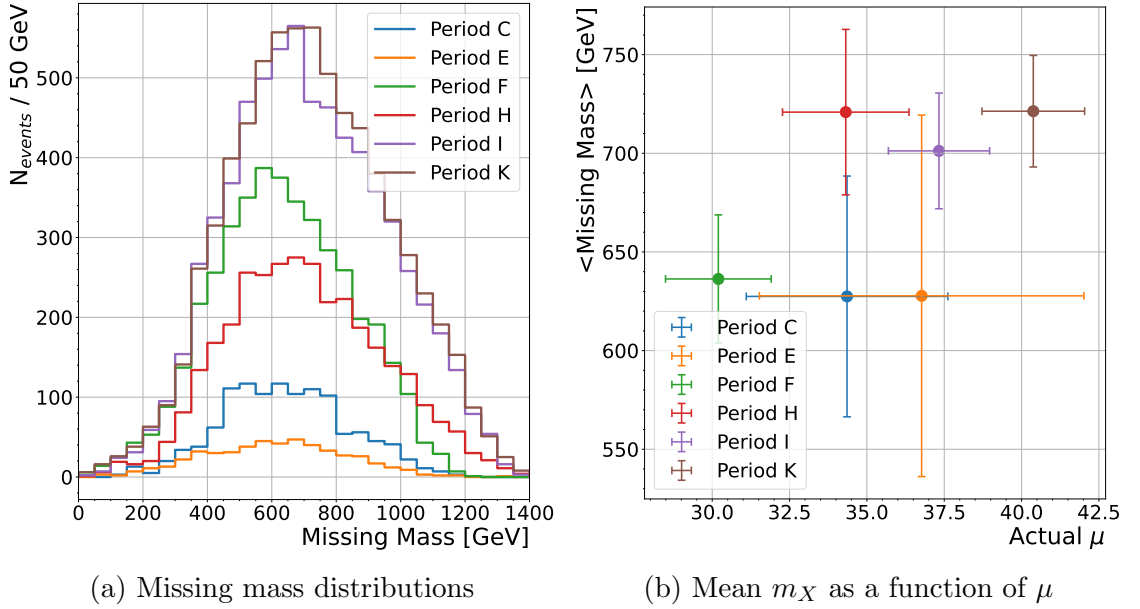 N_events / 50 GeV
500
400
300
200
100
0
0 200 400 600 800 1000 1200 1400
Missing Mass [GeV]
Period C
Period E
Period F
Period H
Period I
Period K
<Missing Mass> [GeV]
750
700
650
600
550
30.0 32.5 35.0 37.5 40.0 42.5
Actual μ
Period C
Period E
Period F
Period H
Period I
Period K
(a) Missing mass distributions
(b) Mean m_X as a function of μ